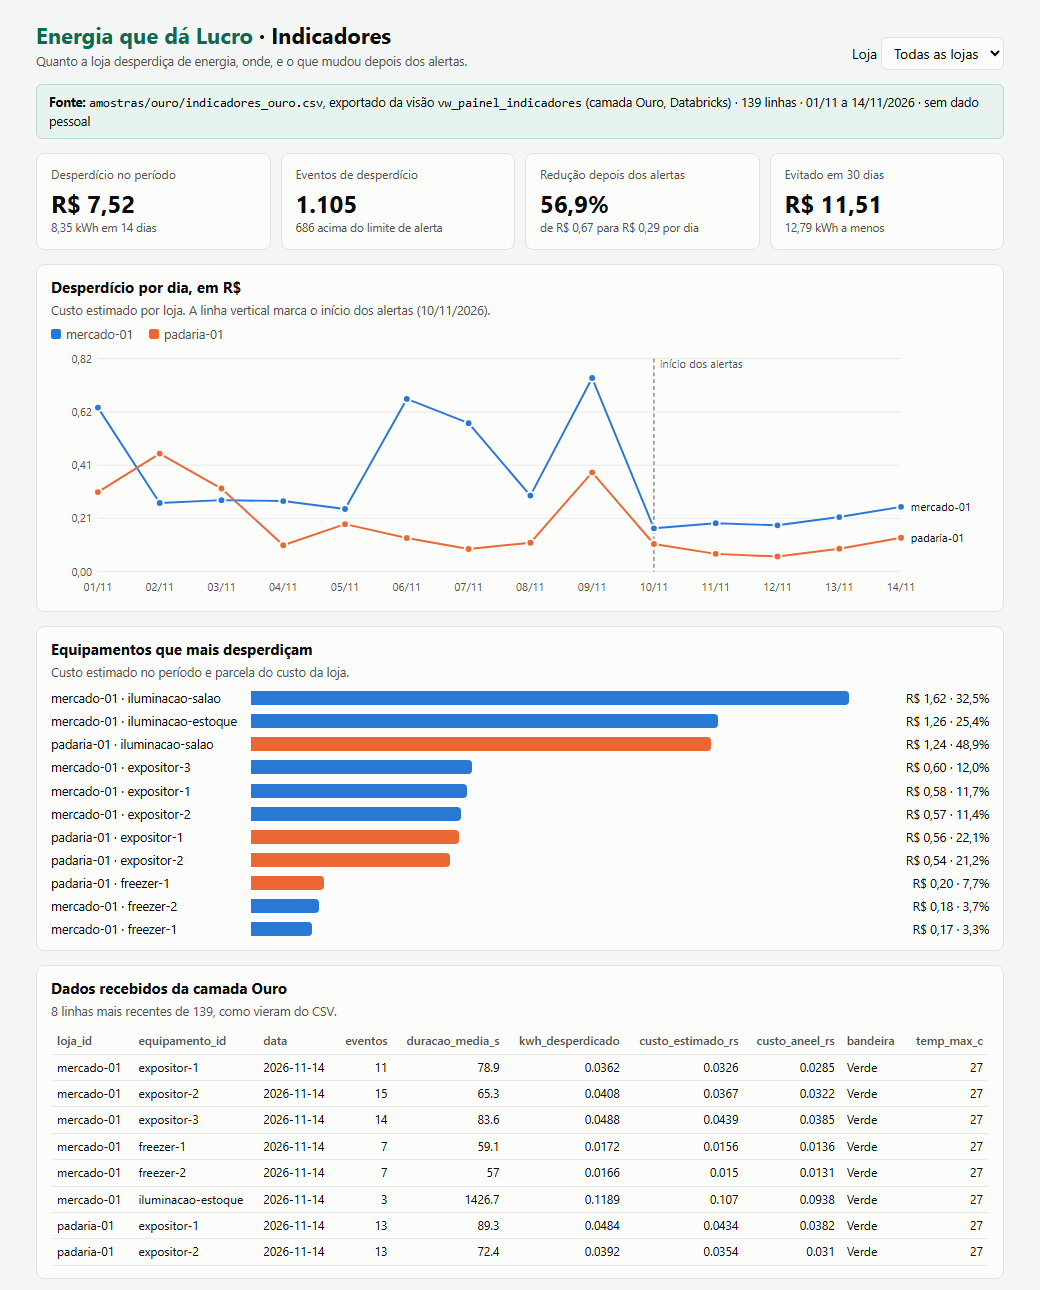 Energia que dá Lucro · Indicadores
Quanto a loja desperdiça de energia, onde, e o que mudou depois dos alertas.
Loja Todas as lojas
Fonte: amostras/ouro/indicadores_ouro.csv, exportado da visão vw_painel_indicadores (camada Ouro, Databricks) · 139 linhas · 01/11 a 14/11/2026 · sem dado
pessoal
Desperdício no período
R$ 7,52
8,35 kWh em 14 dias
Eventos de desperdício
1.105
686 acima do limite de alerta
Redução depois dos alertas
56,9%
de R$ 0,67 para R$ 0,29 por dia
Evitado em 30 dias
R$ 11,51
12,79 kWh a menos
Desperdício por dia, em R$
Custo estimado por loja. A linha vertical marca o início dos alertas (10/11/2026).
mercado-01 padaria-01
0,82
início dos alertas
0,62
0,41
0,21
0,00
mercado-01
padaria-01
01/11 02/11 03/11 04/11 05/11 06/11 07/11 08/11 09/11 10/11 11/11 12/11 13/11 14/11
Equipamentos que mais desperdiçam
Custo estimado no período e parcela do custo da loja.
mercado-01 · iluminacao-salao R$ 1,62 · 32,5%
mercado-01 · iluminacao-estoque R$ 1,26 · 25,4%
padaria-01 · iluminacao-salao R$ 1,24 · 48,9%
mercado-01 · expositor-3 R$ 0,60 · 12,0%
mercado-01 · expositor-1 R$ 0,58 · 11,7%
mercado-01 · expositor-2 R$ 0,57 · 11,4%
padaria-01 · expositor-1 R$ 0,56 · 22,1%
padaria-01 · expositor-2 R$ 0,54 · 21,2%
padaria-01 · freezer-1 R$ 0,20 · 7,7%
mercado-01 · freezer-2 R$ 0,18 · 3,7%
mercado-01 · freezer-1 R$ 0,17 · 3,3%
Dados recebidos da camada Ouro
8 linhas mais recentes de 139, como vieram do CSV.
loja_id equipamento_id data eventos duracao_media_s kwh_desperdicado custo_estimado_rs custo_aneel_rs bandeira temp_max_c
mercado-01 expositor-1 2026-11-14 11 78.9 0.0362 0.0326 0.0285 Verde 27
mercado-01 expositor-2 2026-11-14 15 65.3 0.0408 0.0367 0.0322 Verde 27
mercado-01 expositor-3 2026-11-14 14 83.6 0.0488 0.0439 0.0385 Verde 27
mercado-01 freezer-1 2026-11-14 7 59.1 0.0172 0.0156 0.0136 Verde 27
mercado-01 freezer-2 2026-11-14 7 57 0.0166 0.015 0.0131 Verde 27
mercado-01 iluminacao-estoque 2026-11-14 3 1426.7 0.1189 0.107 0.0938 Verde 27
padaria-01 expositor-1 2026-11-14 13 89.3 0.0484 0.0434 0.0382 Verde 27
padaria-01 expositor-2 2026-11-14 13 72.4 0.0392 0.0354 0.031 Verde 27